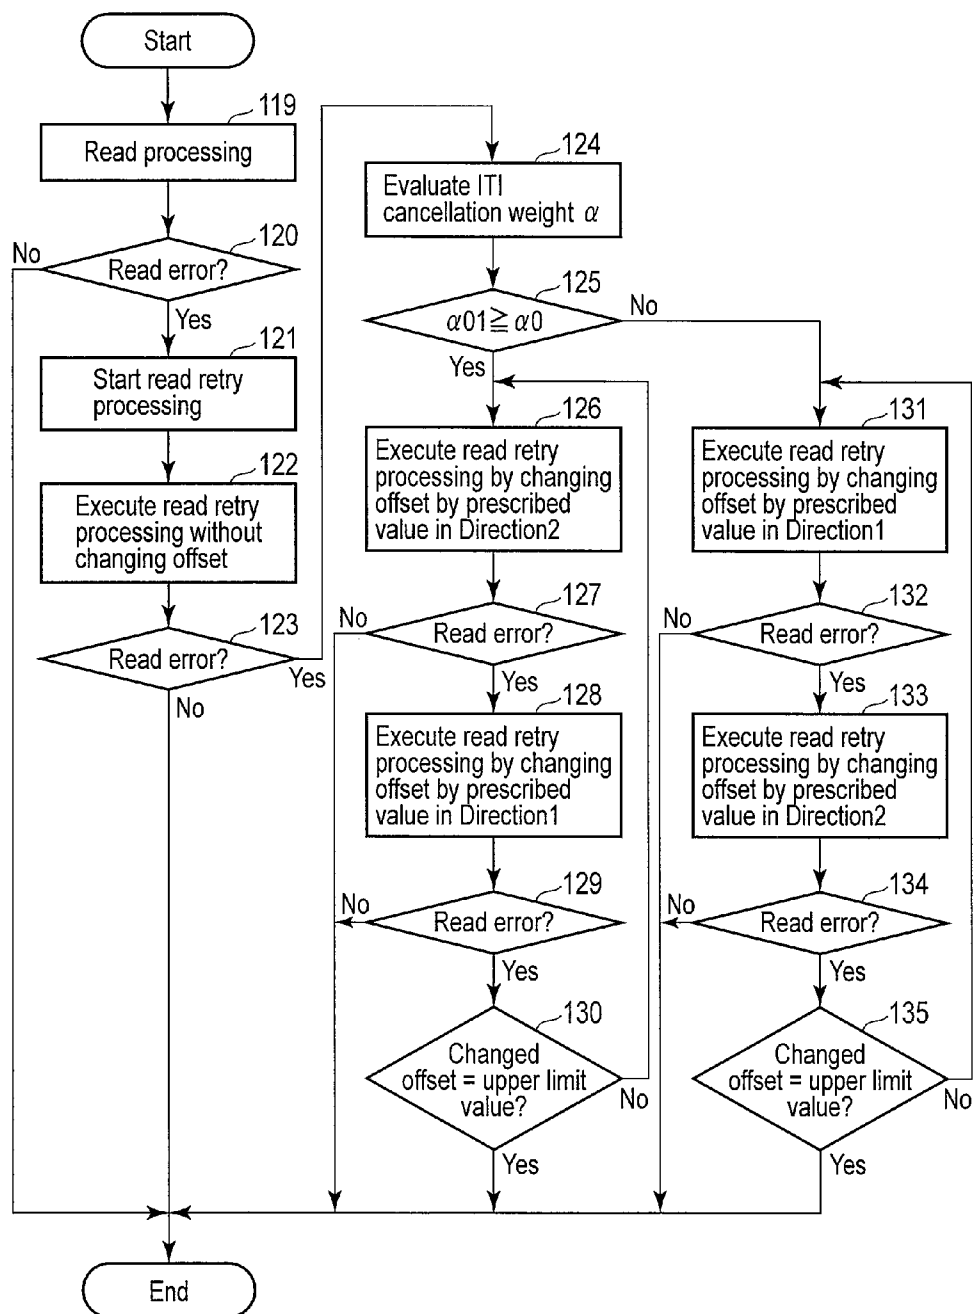 Start
119
Read processing
120
No
Read error?
Yes
121
Start read retry
processing
122
Execute read retry
processing without
changing offset
123
Read error?
Yes
No
124
Evaluate ITI
cancellation weight α
125
α01≧α0
No
Yes
126
Execute read retry
processing by changing
offset by prescribed
value in Direction2
127
No
Read error?
Yes
128
Execute read retry
processing by changing
offset by prescribed
value in Direction1
129
No
Read error?
Yes
130
Changed
offset = upper limit
value?
No
Yes
131
Execute read retry
processing by changing
offset by prescribed
value in Direction1
132
No
Read error?
Yes
133
Execute read retry
processing by changing
offset by prescribed
value in Direction2
134
No
Read error?
Yes
135
Changed
offset = upper limit
value?
No
Yes
End